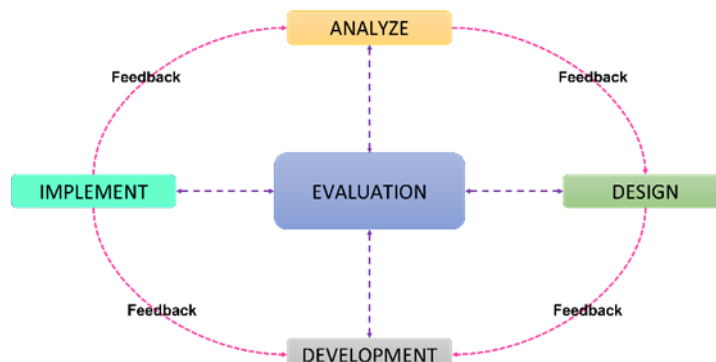 ANALYZE
Feedback
Feedback
IMPLEMENT
EVALUATION
DESIGN
Feedback
Feedback
DEVELOPMENT